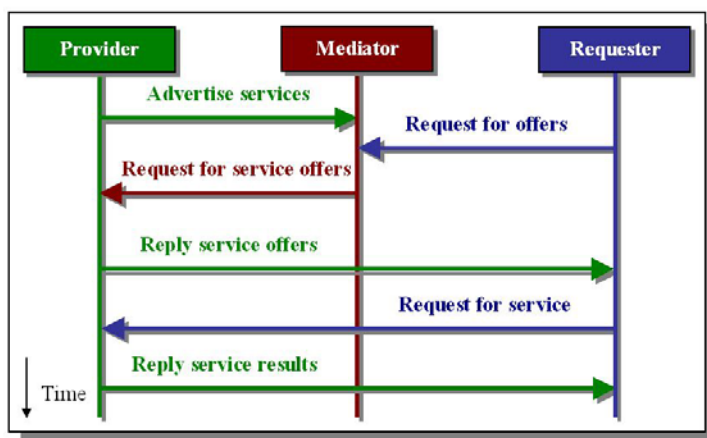 Provider
Mediator
Requester
Advertise services
Request for offers
Request for service offers
Reply service offers
Request for service
Reply service results
Time